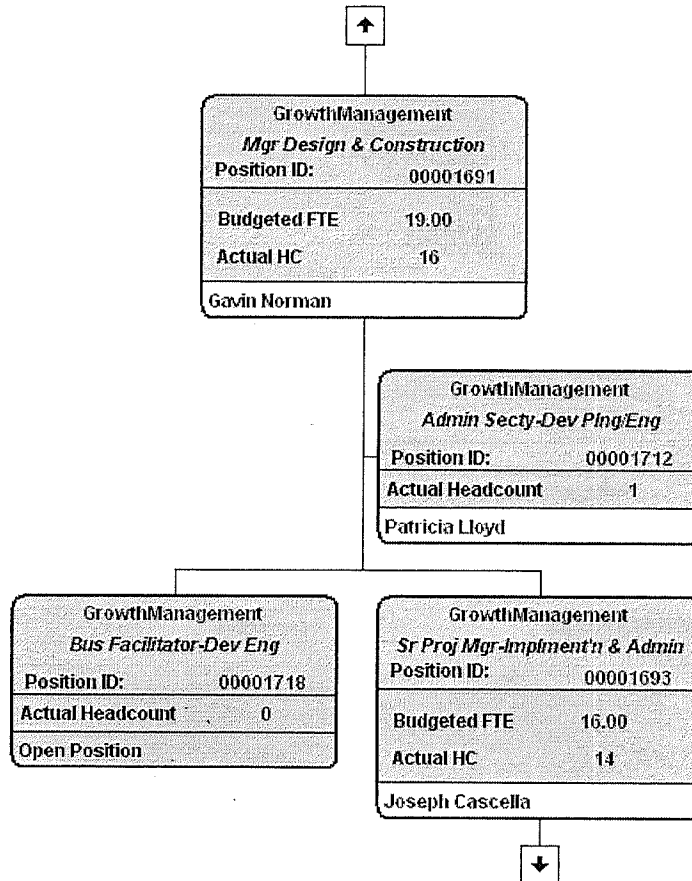 GrowthManagement
Mgr Design & Construction
Position ID: 00001691
Budgeted FTE 19.00
Actual HC 16
Gavin Norman
GrowthManagement
Admin Secty-Dev Plng/Eng
Position ID: 00001712
Actual Headcount 1
Patricia Lloyd
GrowthManagement
Bus Facilitator-Dev Eng
Position ID: 00001718
Actual Headcount 0
Open Position
GrowthManagement
Sr Proj Mgr-Implment'n & Admin
Position ID: 00001693
Budgeted FTE 16.00
Actual HC 14
Joseph Cascella